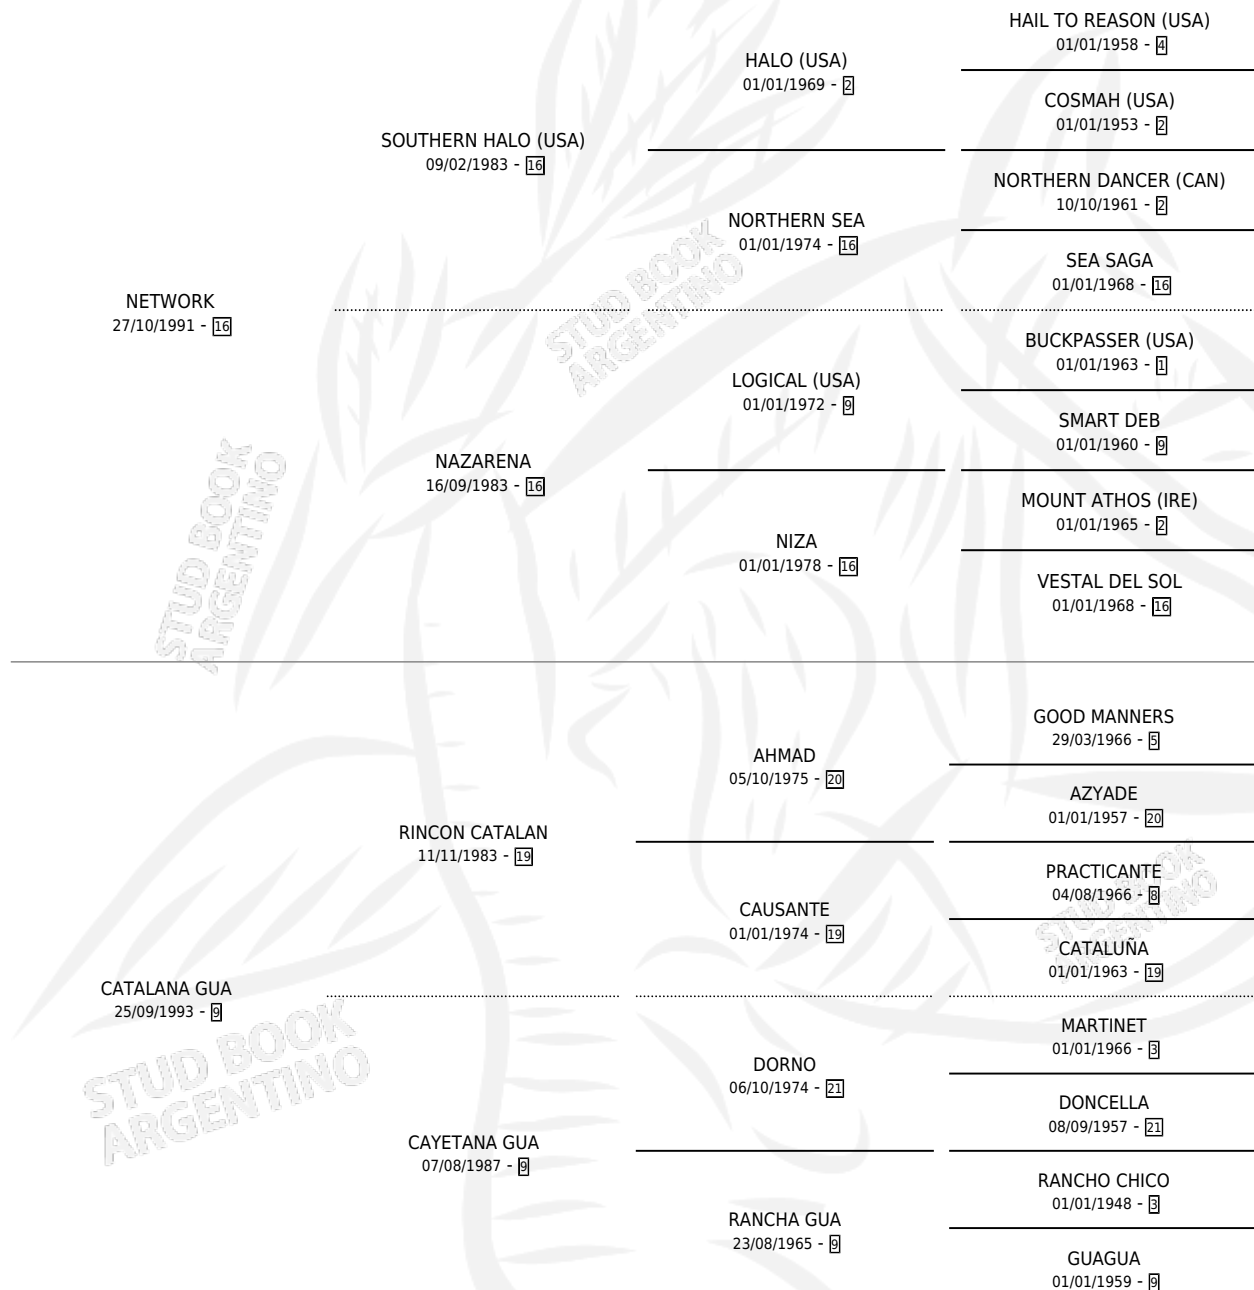 HAIL TO REASON (USA)
01/01/1958 - 4
HALO (USA)
01/01/1969 - 2
COSMAH (USA)
01/01/1953 - 2
SOUTHERN HALO (USA)
09/02/1983 - 16
NORTHERN DANCER (CAN)
10/10/1961 - 2
NORTHERN SEA
01/01/1974 - 16
SEA SAGA
01/01/1968 - 16
NETWORK
27/10/1991 - 16
BUCKPASSER (USA)
01/01/1963 - 1
LOGICAL (USA)
01/01/1972 - 9
SMART DEB
01/01/1960 - 9
NAZARENA
16/09/1983 - 16
MOUNT ATHOS (IRE)
01/01/1965 - 2
NIZA
01/01/1978 - 16
VESTAL DEL SOL
01/01/1968 - 16
GOOD MANNERS
29/03/1966 - 5
AHMAD
05/10/1975 - 20
AZYADE
01/01/1957 - 20
RINCON CATALAN
11/11/1983 - 19
PRACTICANTE
04/08/1966 - 8
CAUSANTE
01/01/1974 - 19
CATALUÑA
01/01/1963 - 19
CATALANA GUA
25/09/1993 - 9
MARTINET
01/01/1966 - 3
DORNO
06/10/1974 - 21
DONCELLA
08/09/1957 - 21
CAYETANA GUA
07/08/1987 - 9
RANCHO CHICO
01/01/1948 - 3
RANCHA GUA
23/08/1965 - 9
GUAGUA
01/01/1959 - 9
STUD BOOK
ARGENTINO
STUD BOOK
ARGENTINO
STUD BOOK
ARGENTINO
STUD BOOK
ARGENTINO